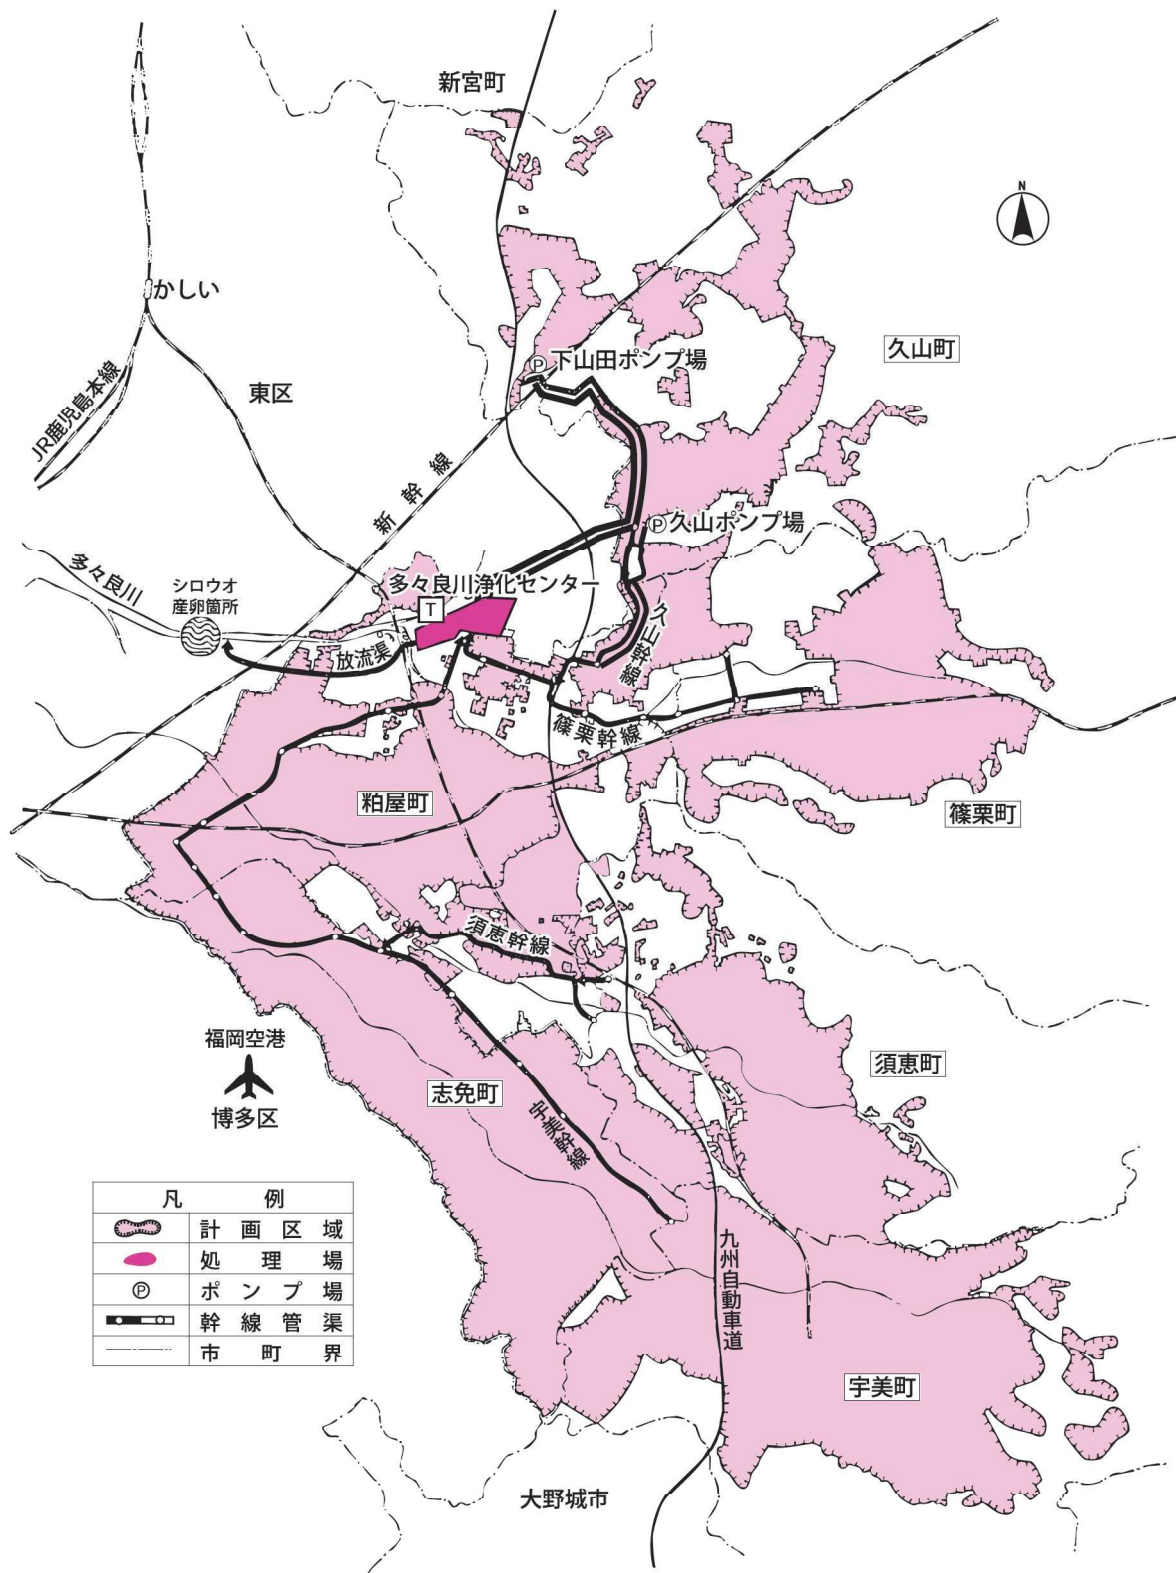 新宮町
N
かしい
久山町
P 下山田ポンプ場
東区
JR鹿児島本線
新幹線
P 久山ポンプ場
多々良川
シロウオ
産卵箇所
多々良川浄化センター
T
久山幹線
放流渠
篠栗幹線
粕屋町
篠栗町
須恵幹線
福岡空港
博多区
須恵町
志免町
宇美幹線
九州自動車道
凡例
計画区域
処理場
P ポンプ場
幹線管渠
市町界
宇美町
大野城市